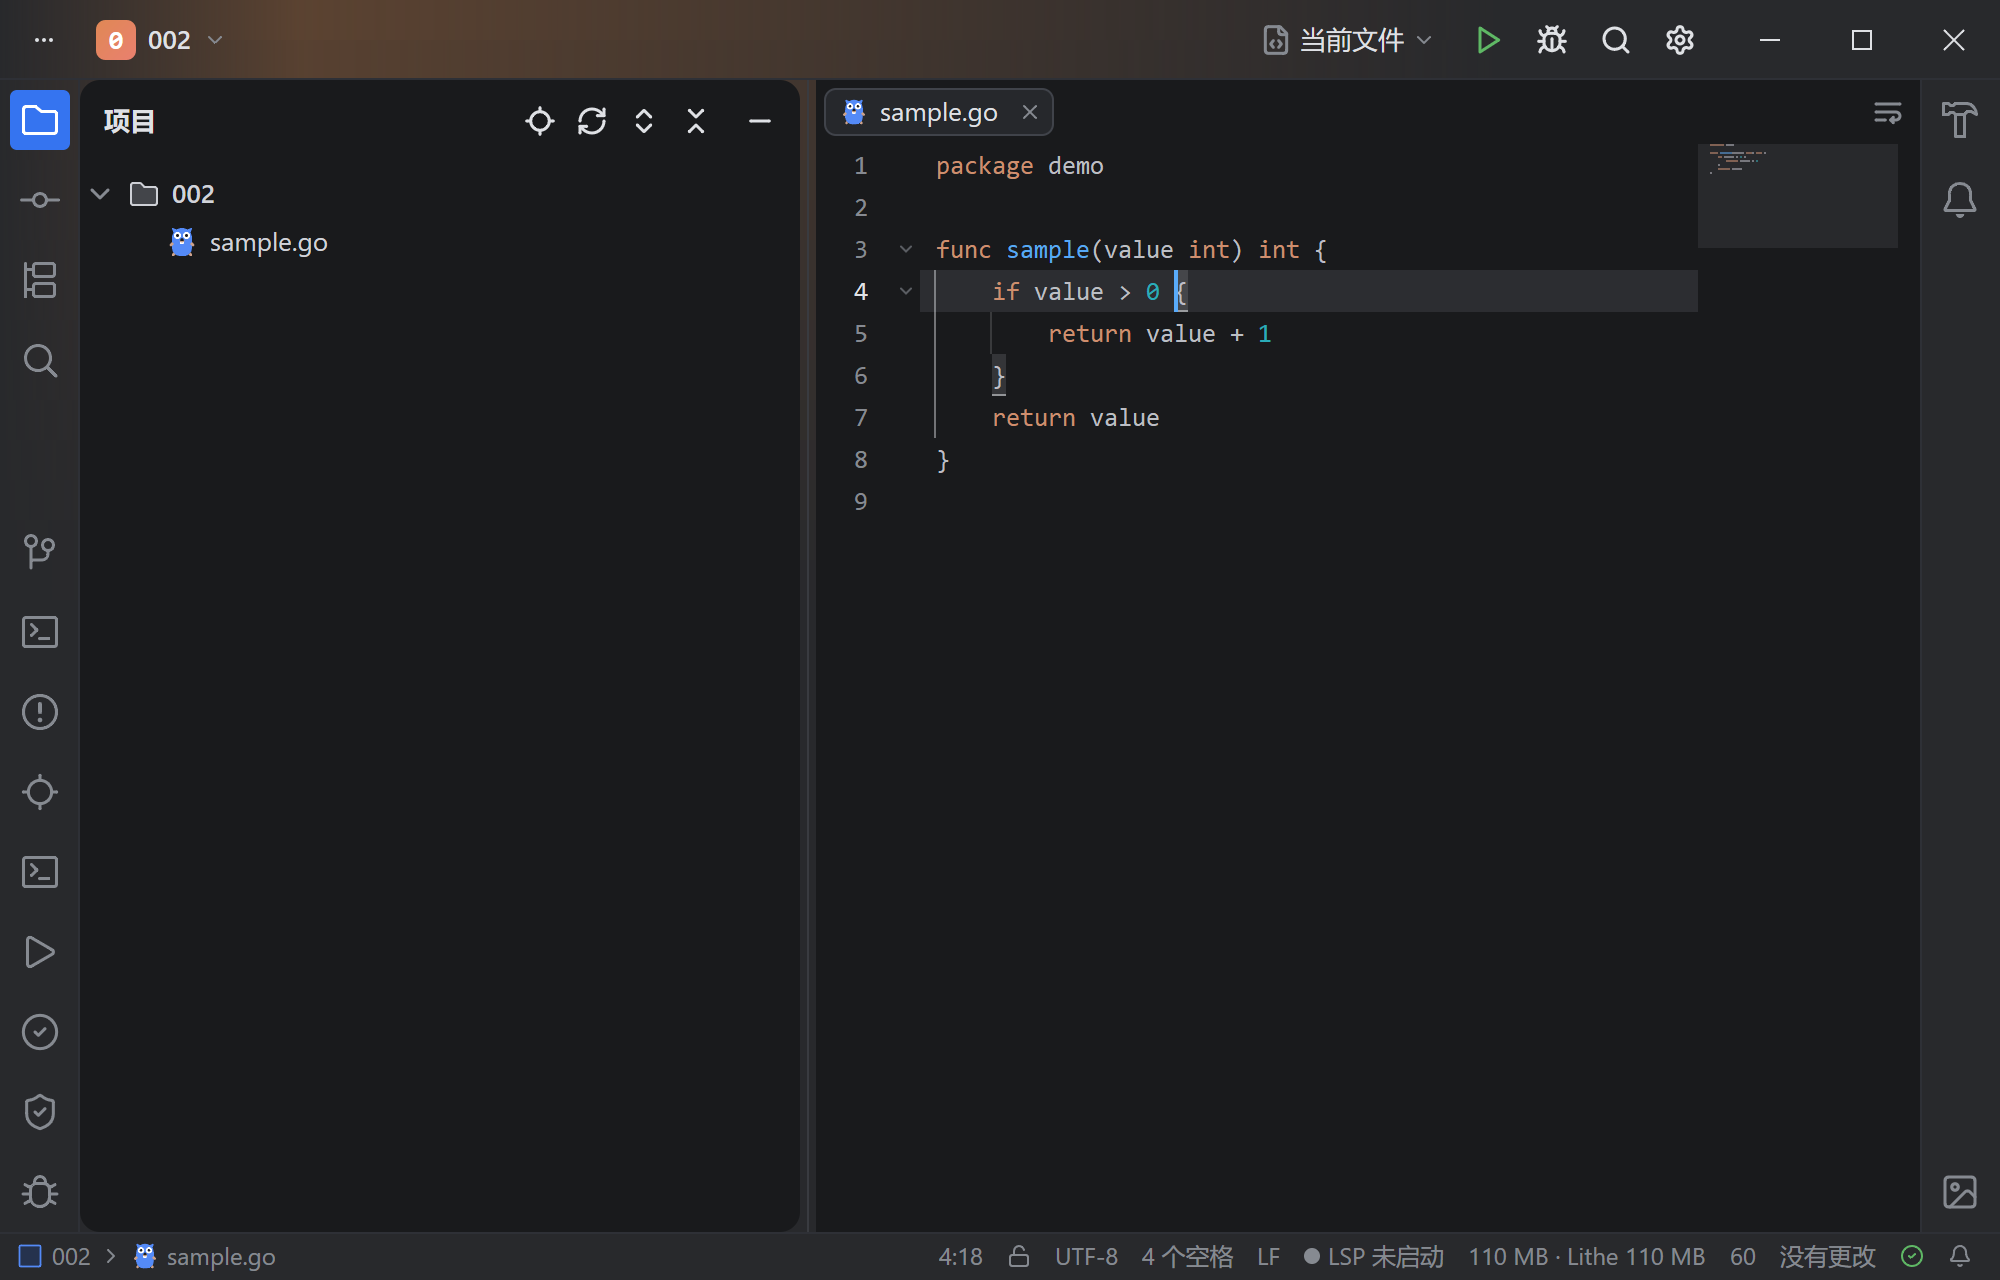 0 002
当前文件
项目
002
sample.go
sample.go
1 package demo
2
3 func sample(value int) int {
4 if value > 0 {
5 return value + 1
6 }
7 return value
8 }
9
002 > sample.go
4:18 UTF-8 4 个空格 LF LSP 未启动 110 MB · Lithe 110 MB 60 没有更改